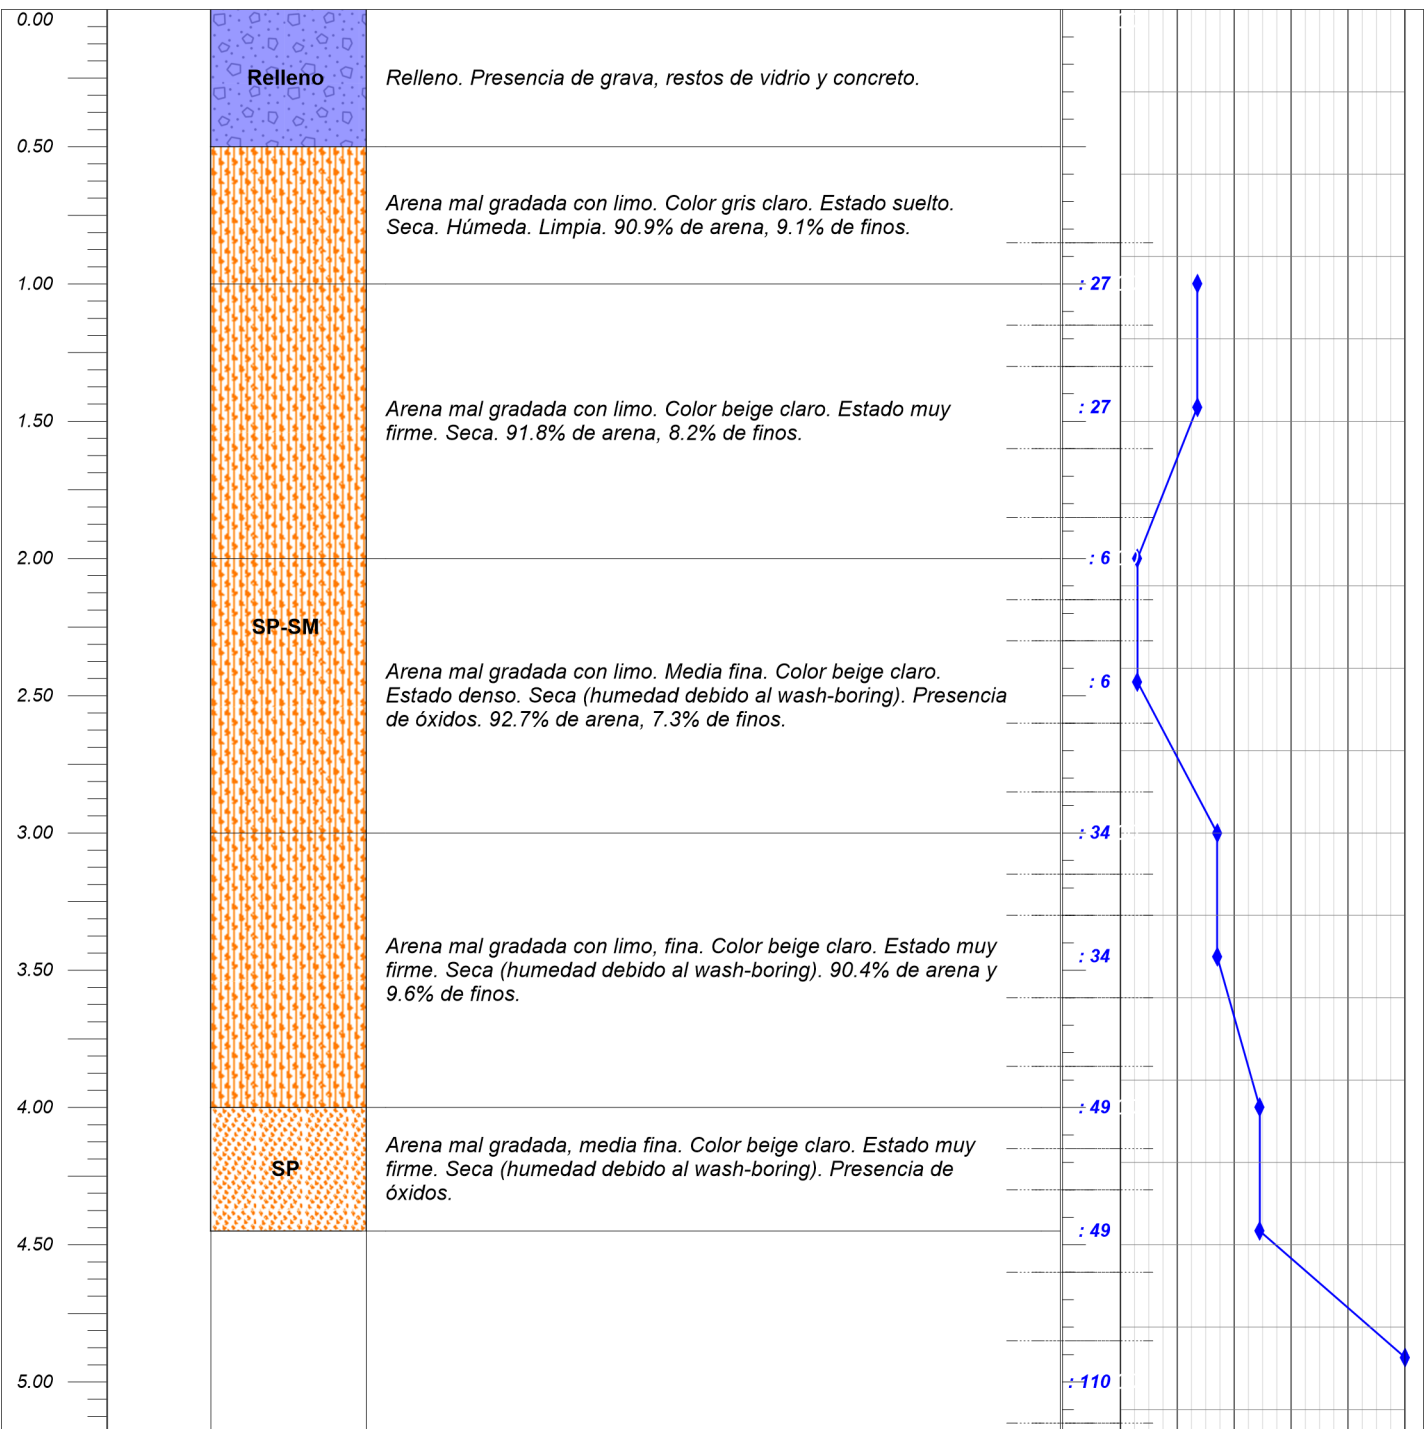 0.00
Relleno
Relleno. Presencia de grava, restos de vidrio y concreto.
0.50
Arena mal gradada con limo. Color gris claro. Estado suelto.
Seca. Húmeda. Limpia. 90.9% de arena, 9.1% de finos.
1.00
: 27
Arena mal gradada con limo. Color beige claro. Estado muy
firme. Seca. 91.8% de arena, 8.2% de finos.
1.50
: 27
2.00
: 6
SP-SM
Arena mal gradada con limo. Media fina. Color beige claro.
Estado denso. Seca (humedad debido al wash-boring). Presencia
de óxidos. 92.7% de arena, 7.3% de finos.
2.50
: 6
3.00
: 34
Arena mal gradada con limo, fina. Color beige claro. Estado muy
firme. Seca (humedad debido al wash-boring). 90.4% de arena y
9.6% de finos.
3.50
: 34
4.00
: 49
SP
Arena mal gradada, media fina. Color beige claro. Estado muy
firme. Seca (humedad debido al wash-boring). Presencia de
óxidos.
4.50
: 49
5.00
: 110